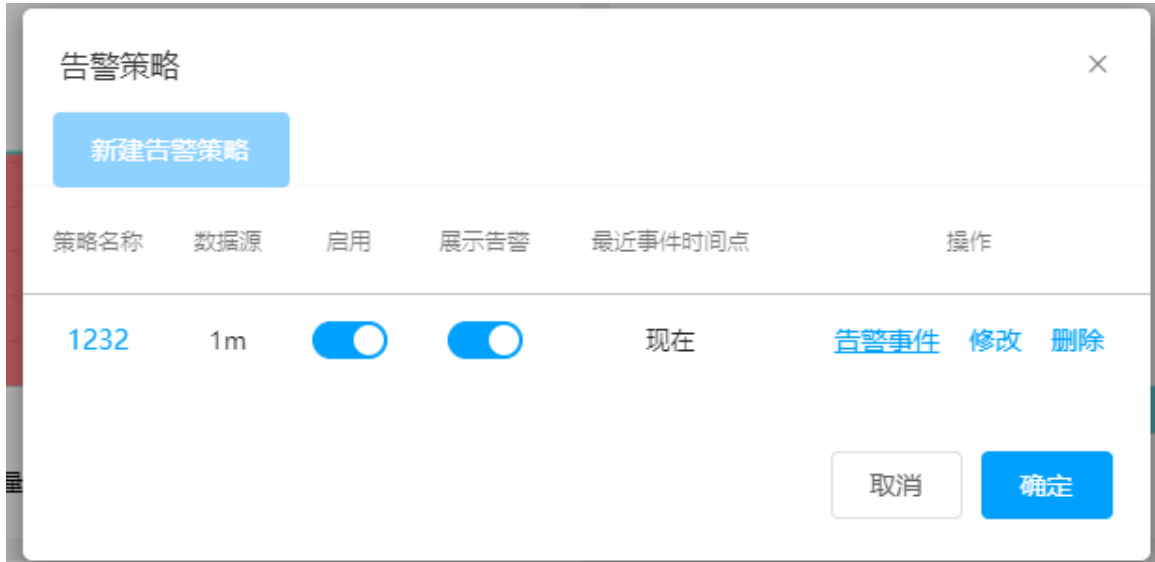 告警策略
新建告警策略
策略名称 数据源 启用 展示告警 最近事件时间点 操作
1232 1m 现在 告警事件 修改 删除
量
取消 确定